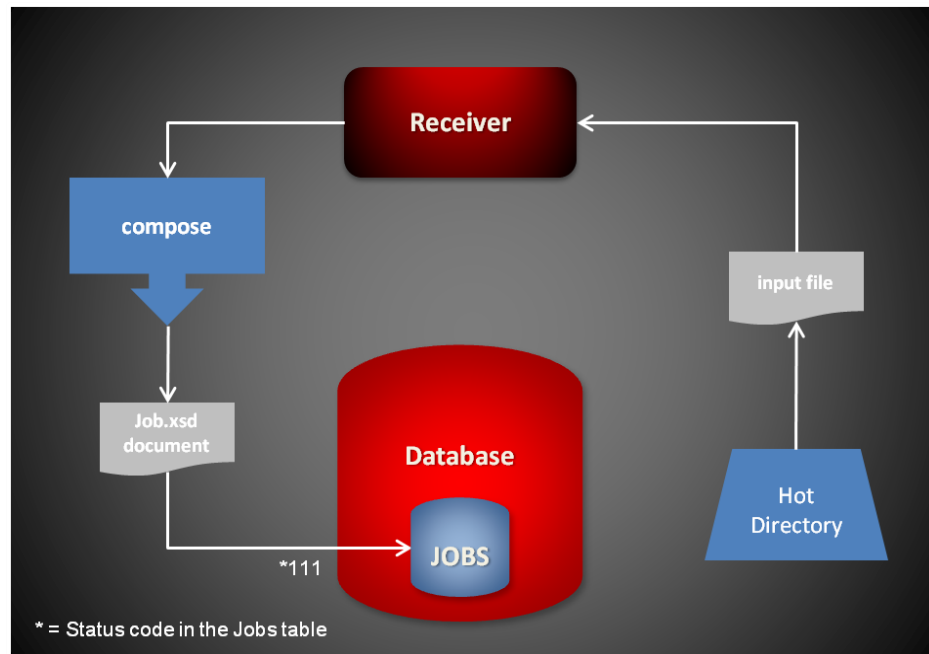 Receiver
compose
input file
Job.xsd
document
Database
Hot
Directory
JOBS
*111
* = Status code in the Jobs table